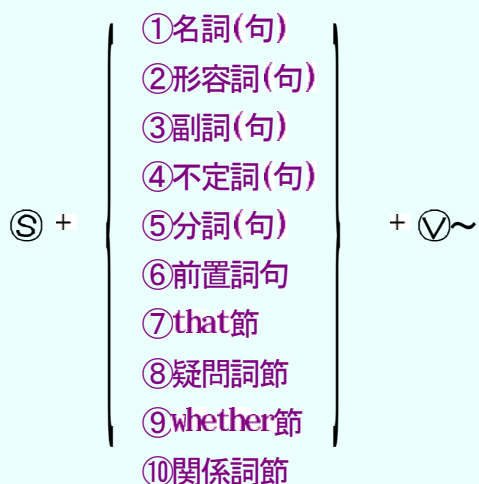 ①名詞(句)
②形容詞(句)
③副詞(句)
④不定詞(句)
Ⓢ + ⑤分詞(句) + Ⓥ～
⑥前置詞句
⑦that節
⑧疑問詞節
⑨whether節
⑩関係詞節